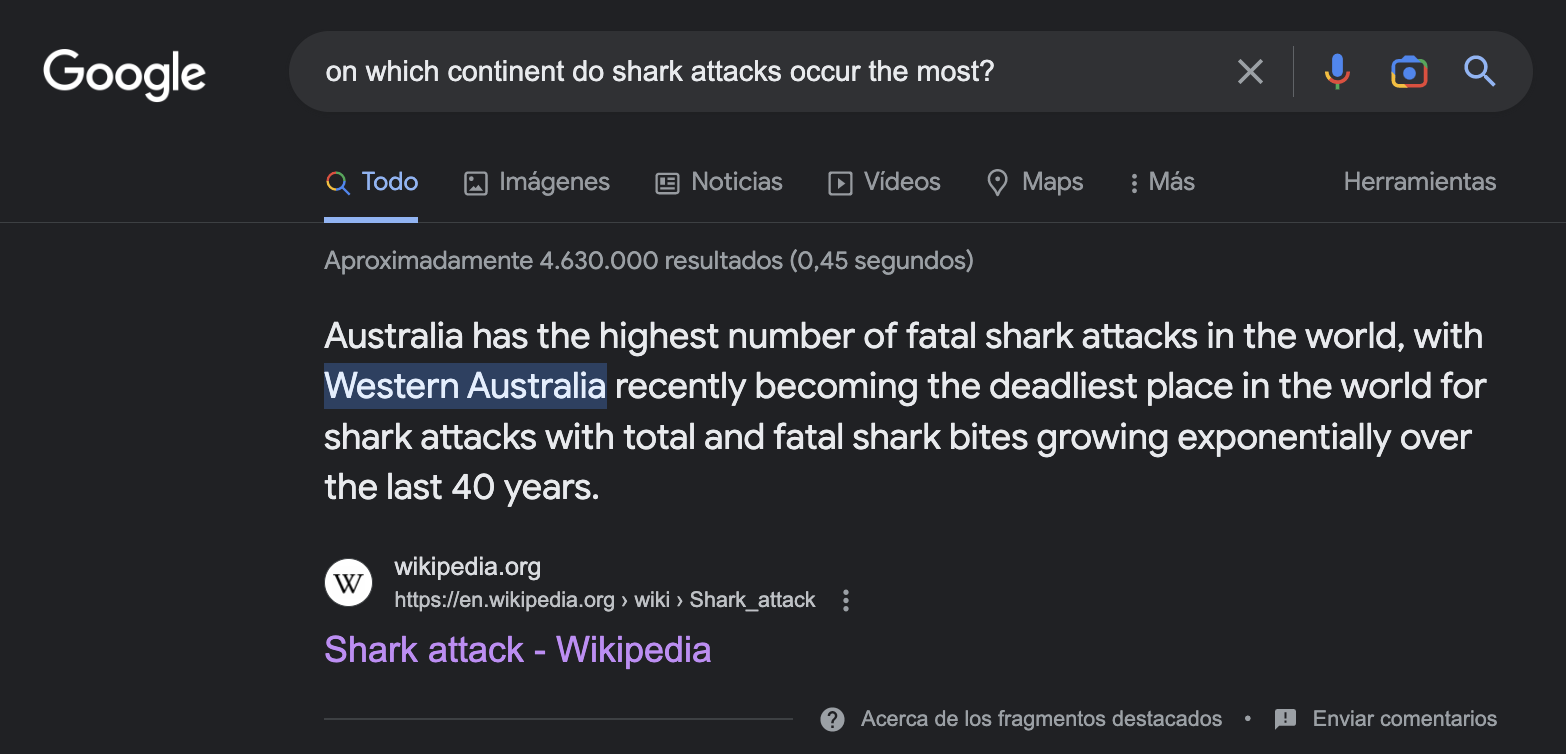 Google
on which continent do shark attacks occur the most?
Todo Imágenes Noticias Vídeos Maps Más Herramientas
Aproximadamente 4.630.000 resultados (0,45 segundos)
Australia has the highest number of fatal shark attacks in the world, with
Western Australia recently becoming the deadliest place in the world for
shark attacks with total and fatal shark bites growing exponentially over
the last 40 years.
W
wikipedia.org
https://en.wikipedia.org › wiki › Shark_attack
Shark attack - Wikipedia
Acerca de los fragmentos destacados • Enviar comentarios